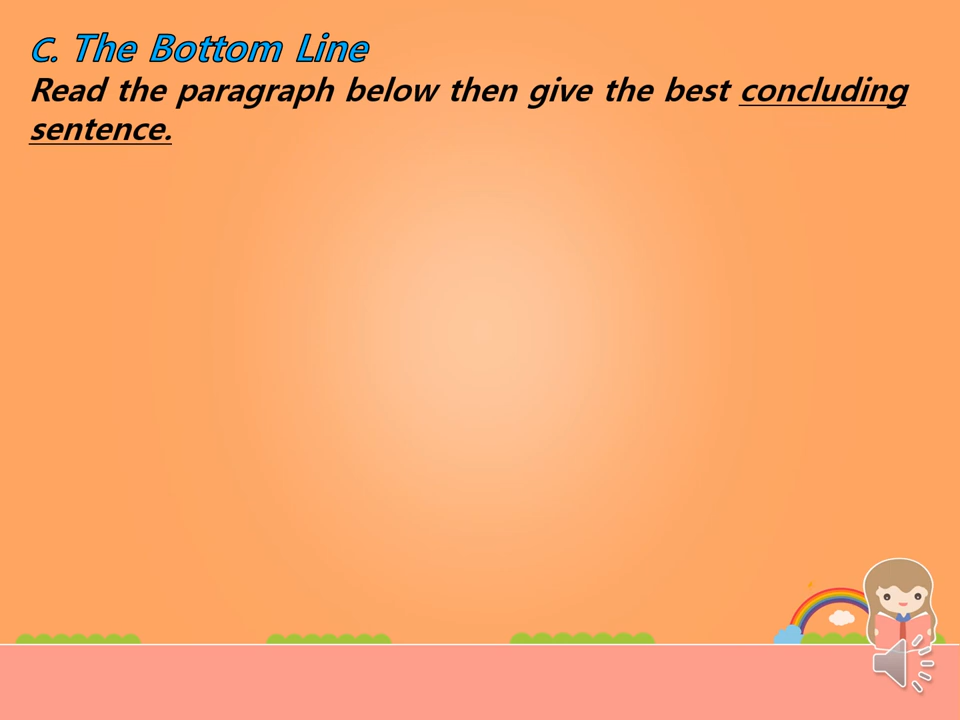 C. The Bottom Line
Read the paragraph below then give the best concluding
sentence.